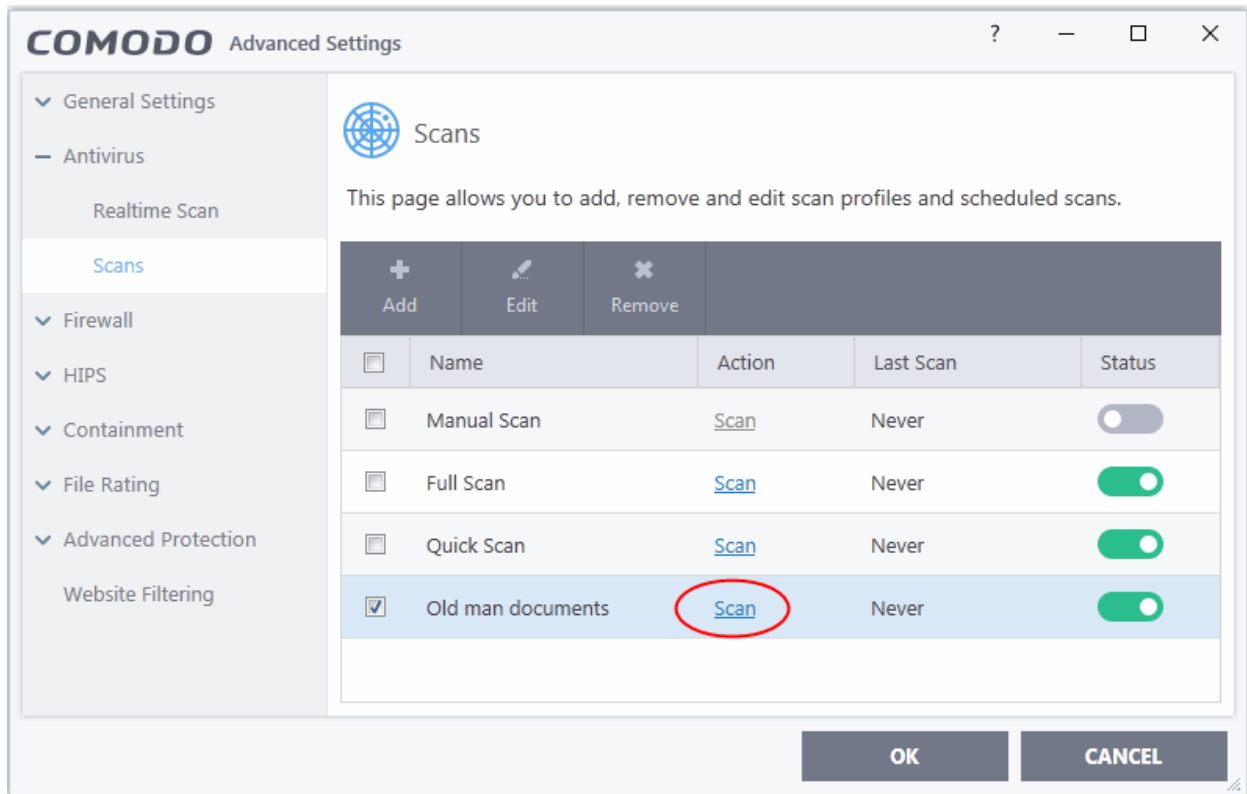 COMODO Advanced Settings ?
General Settings
Antivirus
Realtime Scan
Scans
Firewall
HIPS
Containment
File Rating
Advanced Protection
Website Filtering
Scans
This page allows you to add, remove and edit scan profiles and scheduled scans.
Add Edit Remove
Name Action Last Scan Status
Manual Scan Scan Never
Full Scan Scan Never
Quick Scan Scan Never
Old man documents Scan Never
OK CANCEL